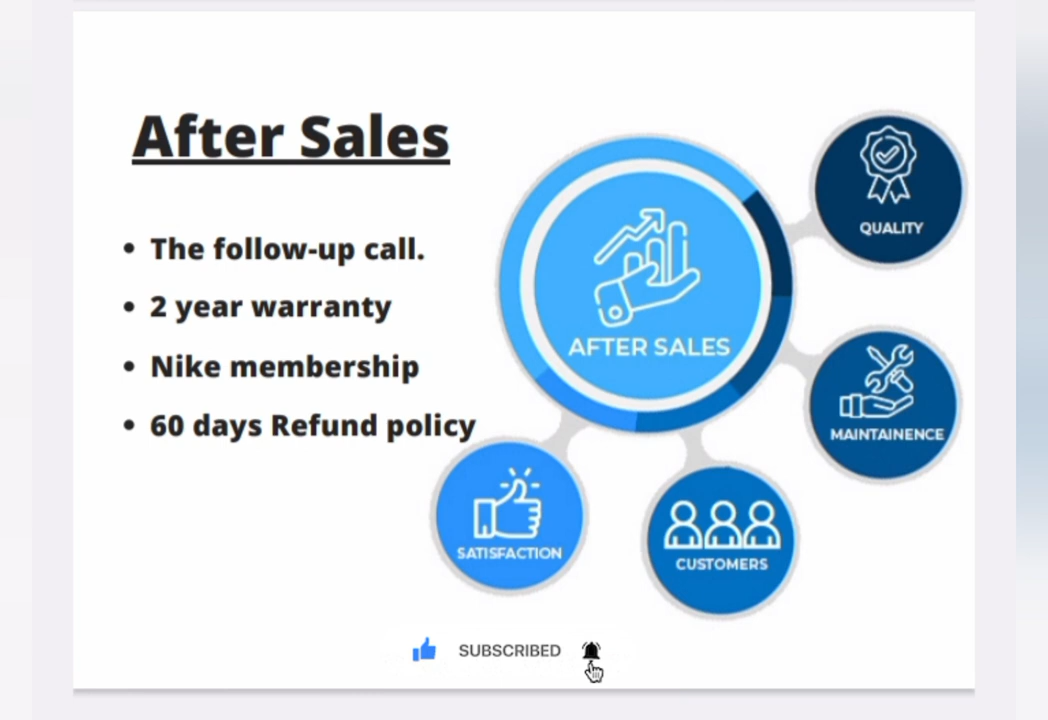 After Sales
• The follow-up call.
• 2 year warranty
• Nike membership
• 60 days Refund policy
AFTER SALES
QUALITY
MAINTAINENCE
CUSTOMERS
SATISFACTION
SUBSCRIBED